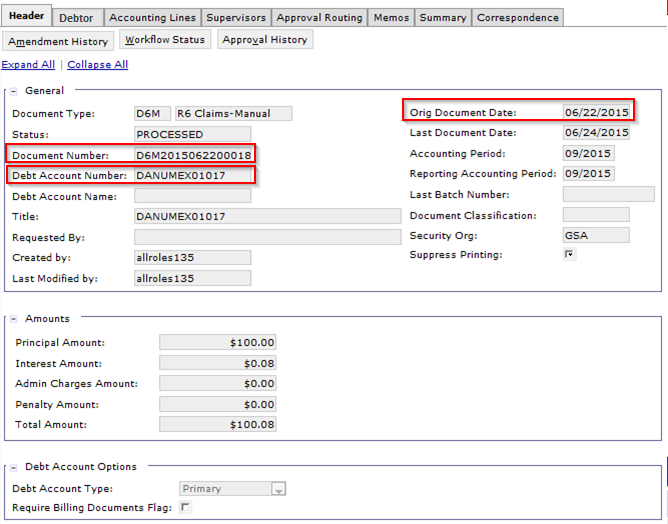 Header Debtor Accounting Lines Supervisors Approval Routing Memos Summary Correspondence
Amendment History Workflow Status Approval History
Expand All | Collapse All
General
Document Type: D6M R6 Claims-Manual
Orig Document Date: 06/22/2015
Status: PROCESSED
Last Document Date: 06/24/2015
Document Number: D6M2015062200018
Accounting Period: 09/2015
Debt Account Number: DANUMEX01017
Reporting Accounting Period: 09/2015
Debt Account Name:
Last Batch Number:
Title: DANUMEX01017
Document Classification:
Requested By:
Security Org: GSA
Created by: allroles135
Suppress Printing:
Last Modified by: allroles135
Amounts
Principal Amount: $100.00
Interest Amount: $0.08
Admin Charges Amount: $0.00
Penalty Amount: $0.00
Total Amount: $100.08
Debt Account Options
Debt Account Type: Primary
Require Billing Documents Flag: